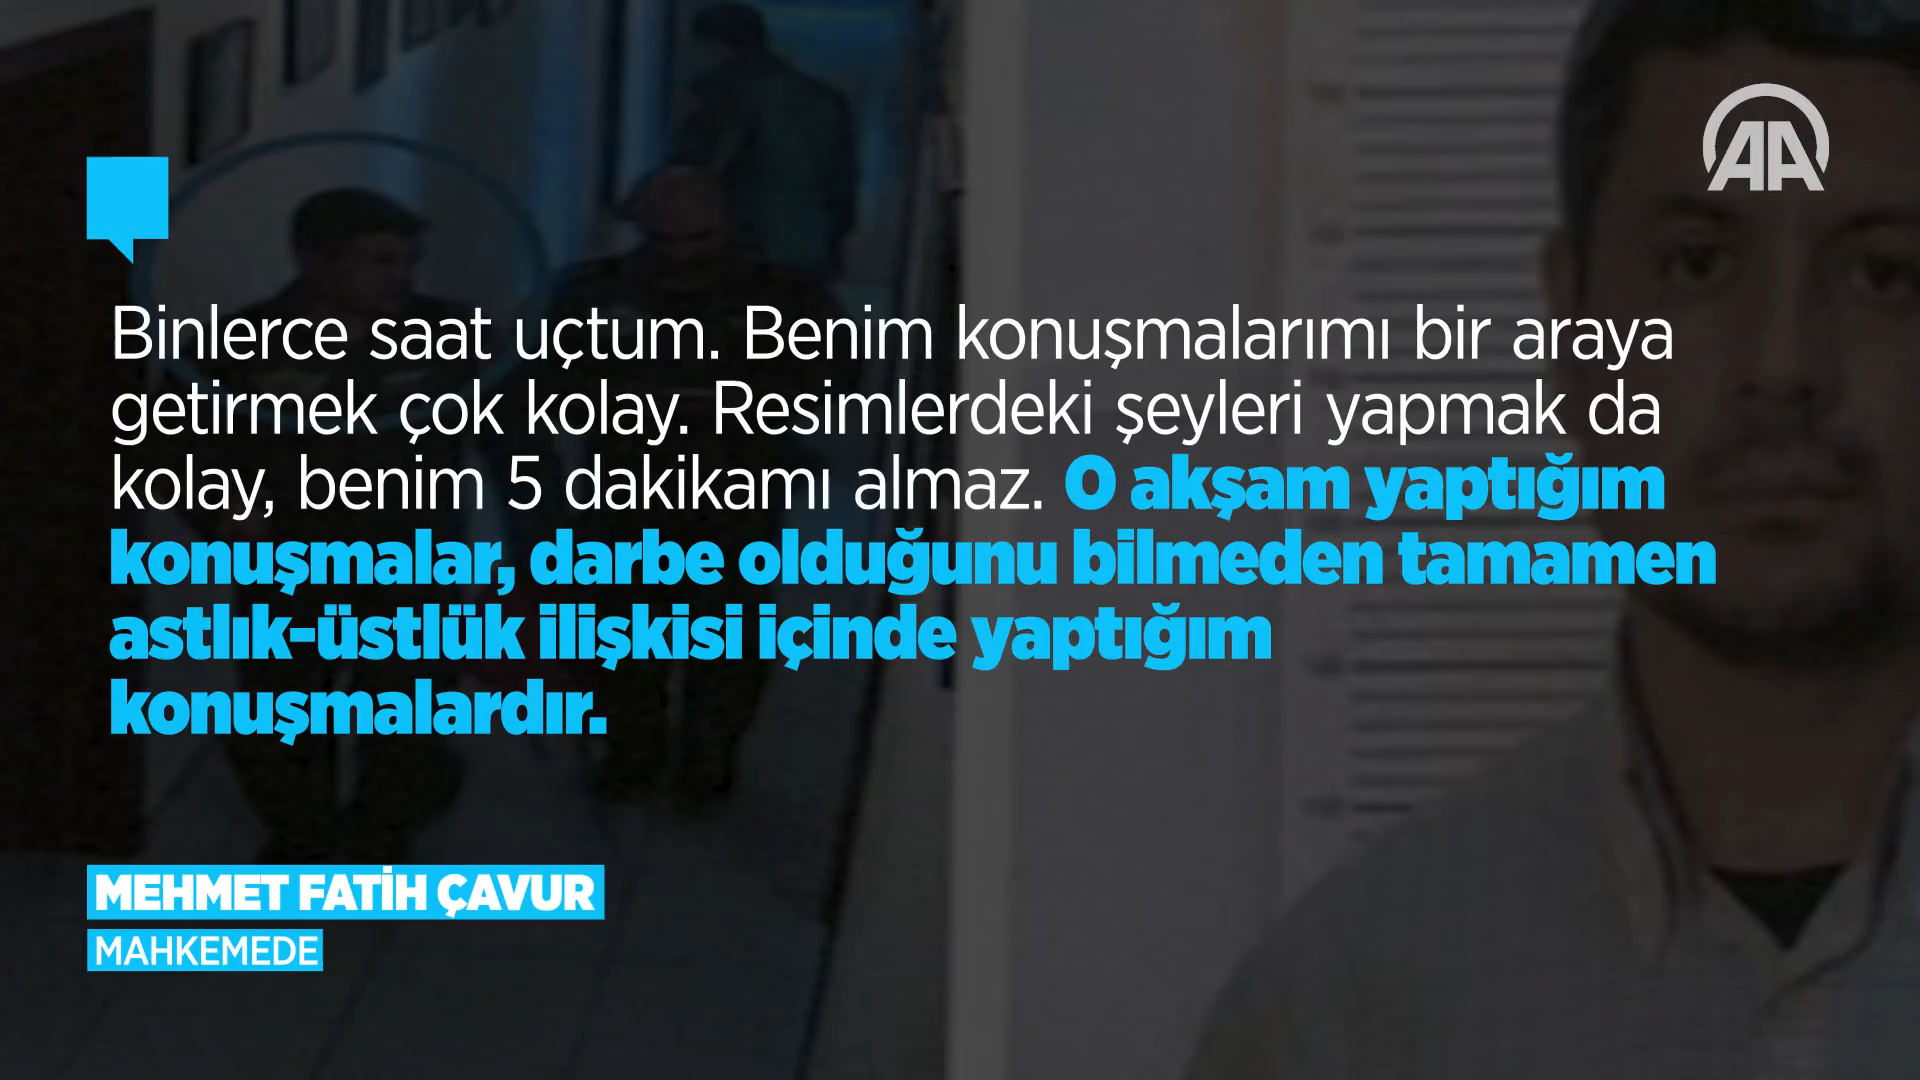 AA
Binlerce saat uçtum. Benim konuşmalarımı bir araya
getirmek çok kolay. Resimlerdeki şeyleri yapmak da
kolay, benim 5 dakikamı almaz. O akşam yaptığım
konuşmalar, darbe olduğunu bilmeden tamamen
astlık-üstlük ilişkisi içinde yaptığım
konuşmalardır.
MEHMET FATİH ÇAVUR
MAHKEMEDE